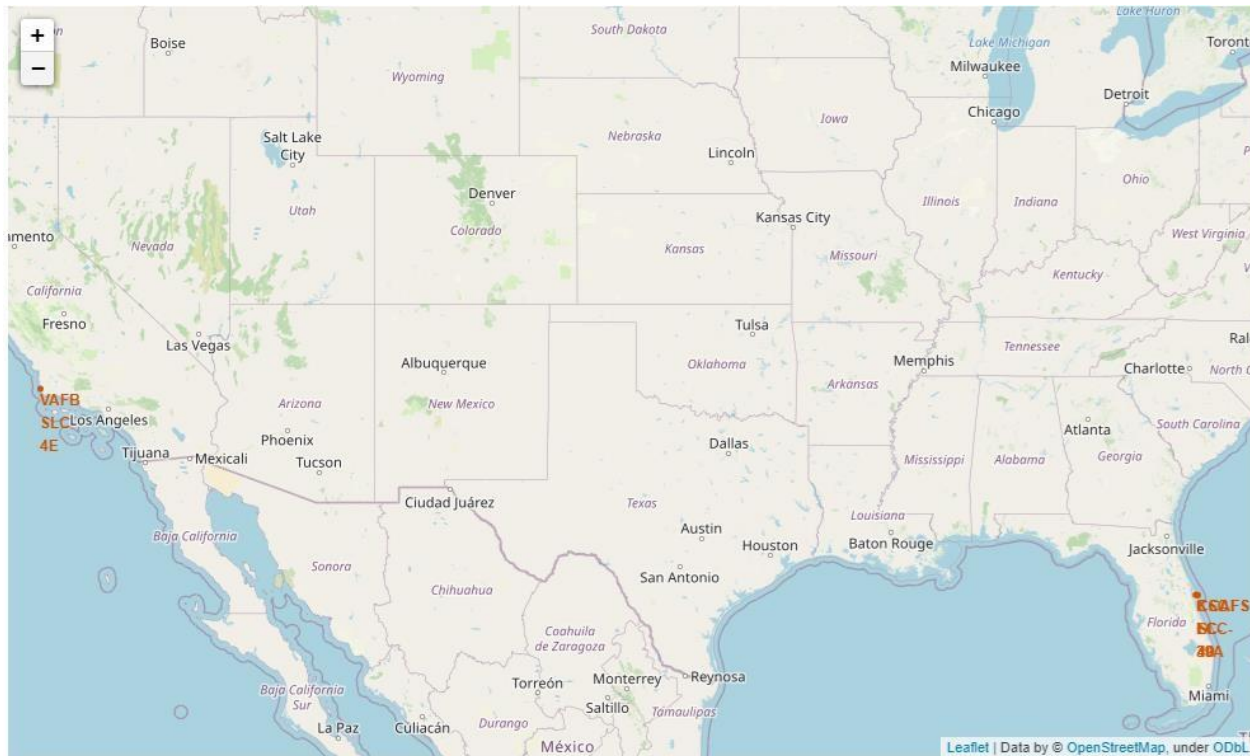 South Dakota
Lake Huron
+
−
Boise
Lake Michigan
Toront
Milwaukee
Wyoming
Detroit
Chicago
Iowa
Nebraska
Salt Lake
City
Lincoln
Ohio
Denver
Illinois
Indiana
Utah
Kansas City
Colorado
amento
Nevada
Kansas
Missouri
West Virginia
Kentucky
California
Fresno
Las Vegas
Tulsa
Ral
Tennessee
Albuquerque
Oklahoma
Memphis
Charlotte
North C
Arkansas
VAFB
SLC-
4E
Arizona
New Mexico
Los Angeles
South Carolina
Atlanta
Phoenix
Dallas
Tijuana
Mexicali
Tucson
Mississippi
Alabama
Georgia
Ciudad Juárez
Texas
Louisiana
Austin
Baja California
Houston
Baton Rouge
Jacksonville
Sonora
San Antonio
Chihuahua
Florida
Coahuila
de Zaragoza
Reynosa
Torreón
Monterrey
Miami
Baja California
Sur
Saltillo
Tamaulipas
La Paz
Culiacán
Durango
México
Leaflet | Data by © OpenStreetMap, under ODbL